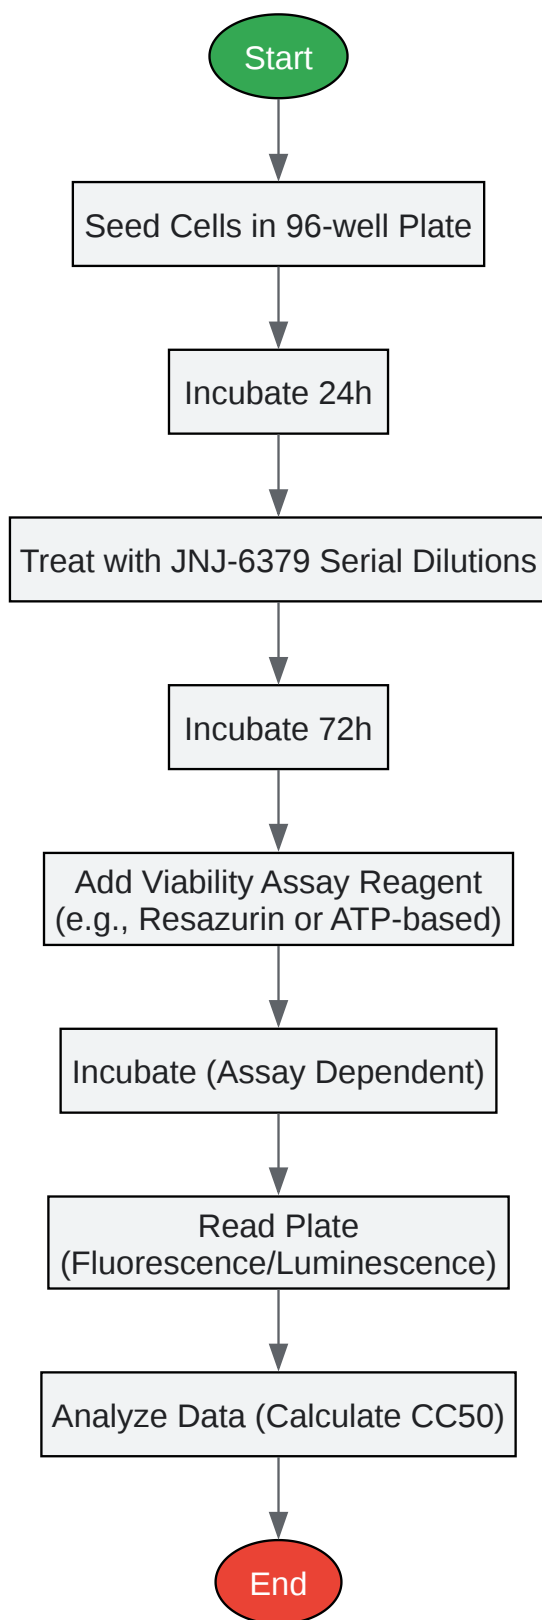 Start
Seed Cells in 96-well Plate
Incubate 24h
Treat with JNJ-6379 Serial Dilutions
Incubate 72h
Add Viability Assay Reagent
(e.g., Resazurin or ATP-based)
Incubate (Assay Dependent)
Read Plate
(Fluorescence/Luminescence)
Analyze Data (Calculate CC50)
End